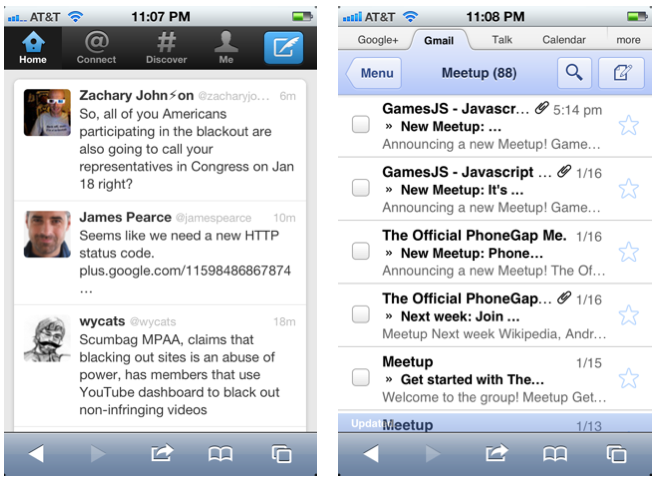 AT&T 11:07 PM
Home Connect Discover Me
Zachary John⚡on @zacharyjo… 6m
So, all of you Americans
participating in the blackout are
also going to call your
representatives in Congress on Jan
18 right?
James Pearce @jamespearce 10m
Seems like we need a new HTTP
status code.
plus.google.com/11598486867874
…
wycats @wycats 18m
Scumbag MPAA, claims that
blacking out sites is an abuse of
power, has members that use
YouTube dashboard to black out
non-infringing videos
AT&T 11:08 PM
Google+ Gmail Talk Calendar more
Menu Meetup (88)
GamesJS - Javascr… 5:14 pm
» New Meetup: …
Announcing a new Meetup! Game…
GamesJS - Javascript … 1/16
» New Meetup: It's …
Announcing a new Meetup! Game…
The Official PhoneGap Me. 1/16
» New Meetup: Phone…
Announcing a new Meetup! The Of…
The Official PhoneGap… 1/16
» Next week: Join …
Meetup Next week Wikipedia, Andr…
Meetup 1/15
» Get started with The…
Welcome to the group! Meetup Get…
Meetup 1/13